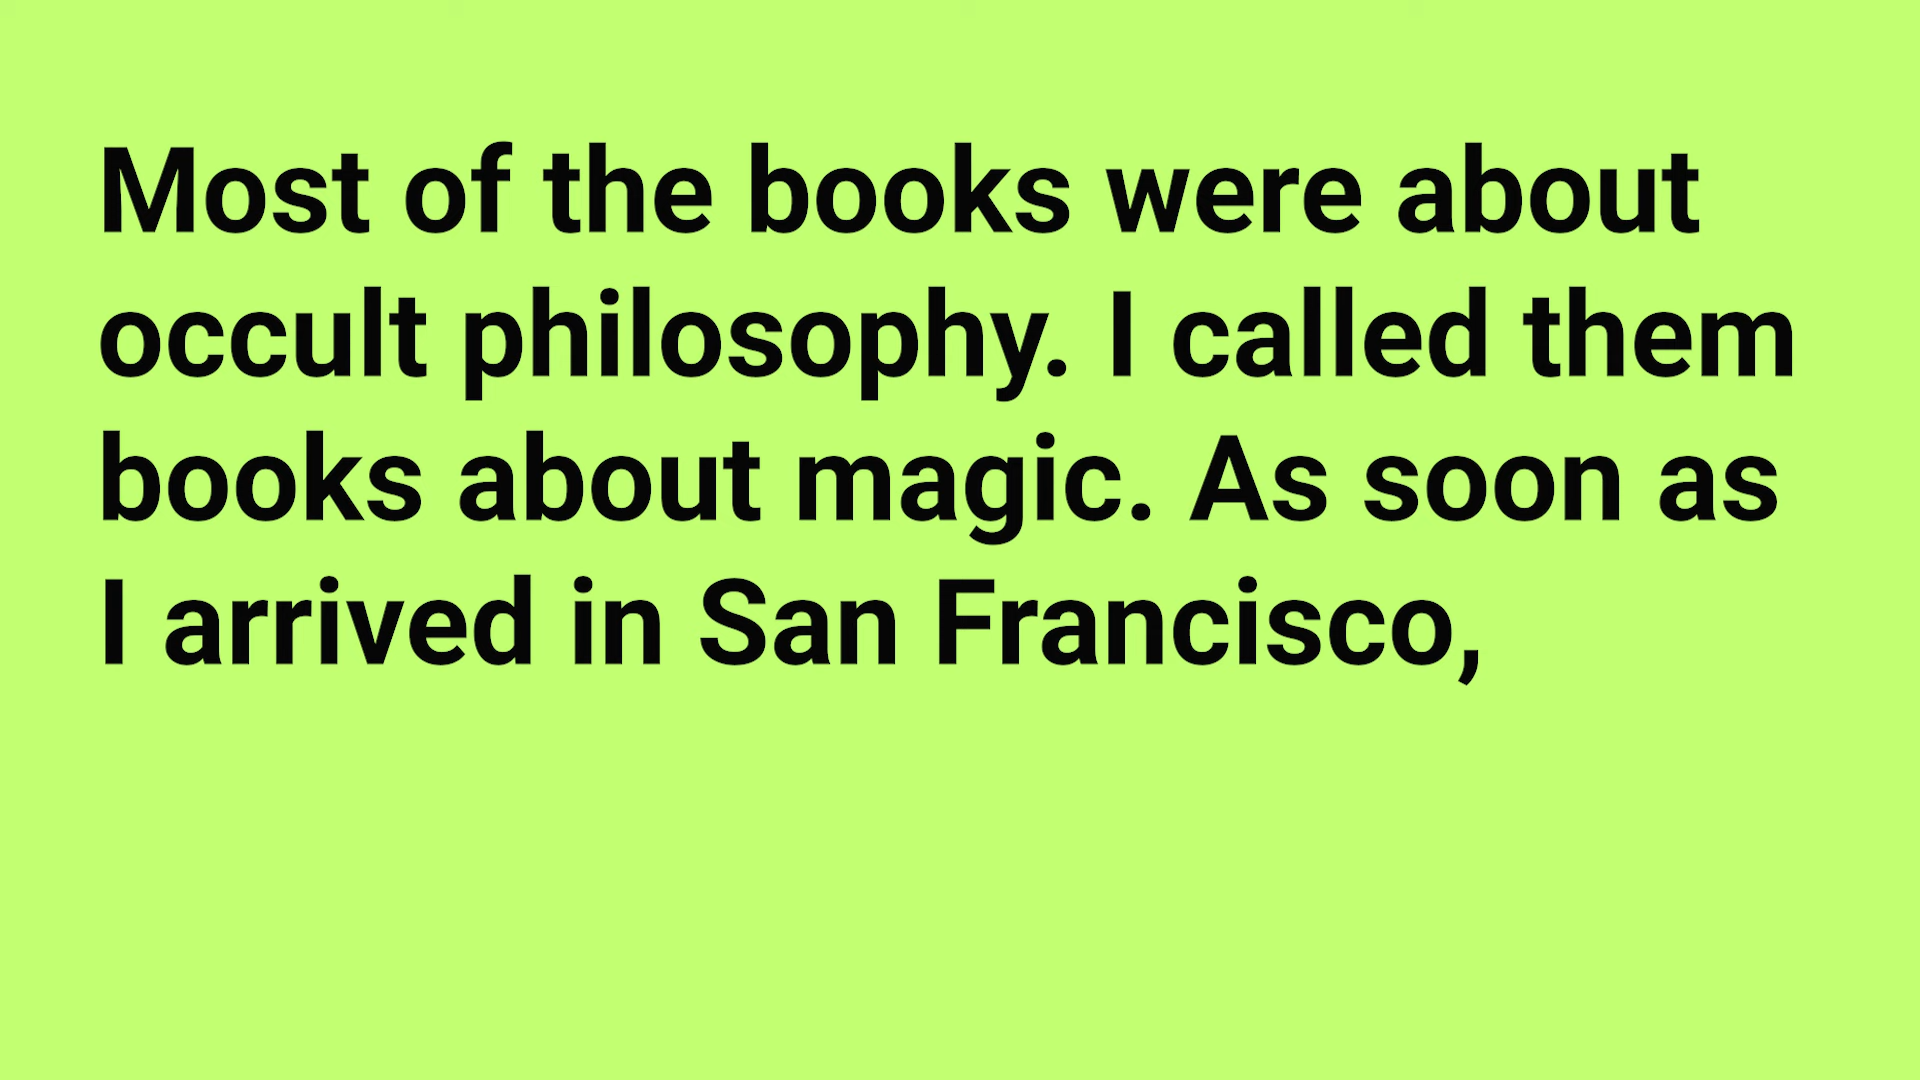 Most of the books were about
occult philosophy. I called them
books about magic. As soon as
I arrived in San Francisco,